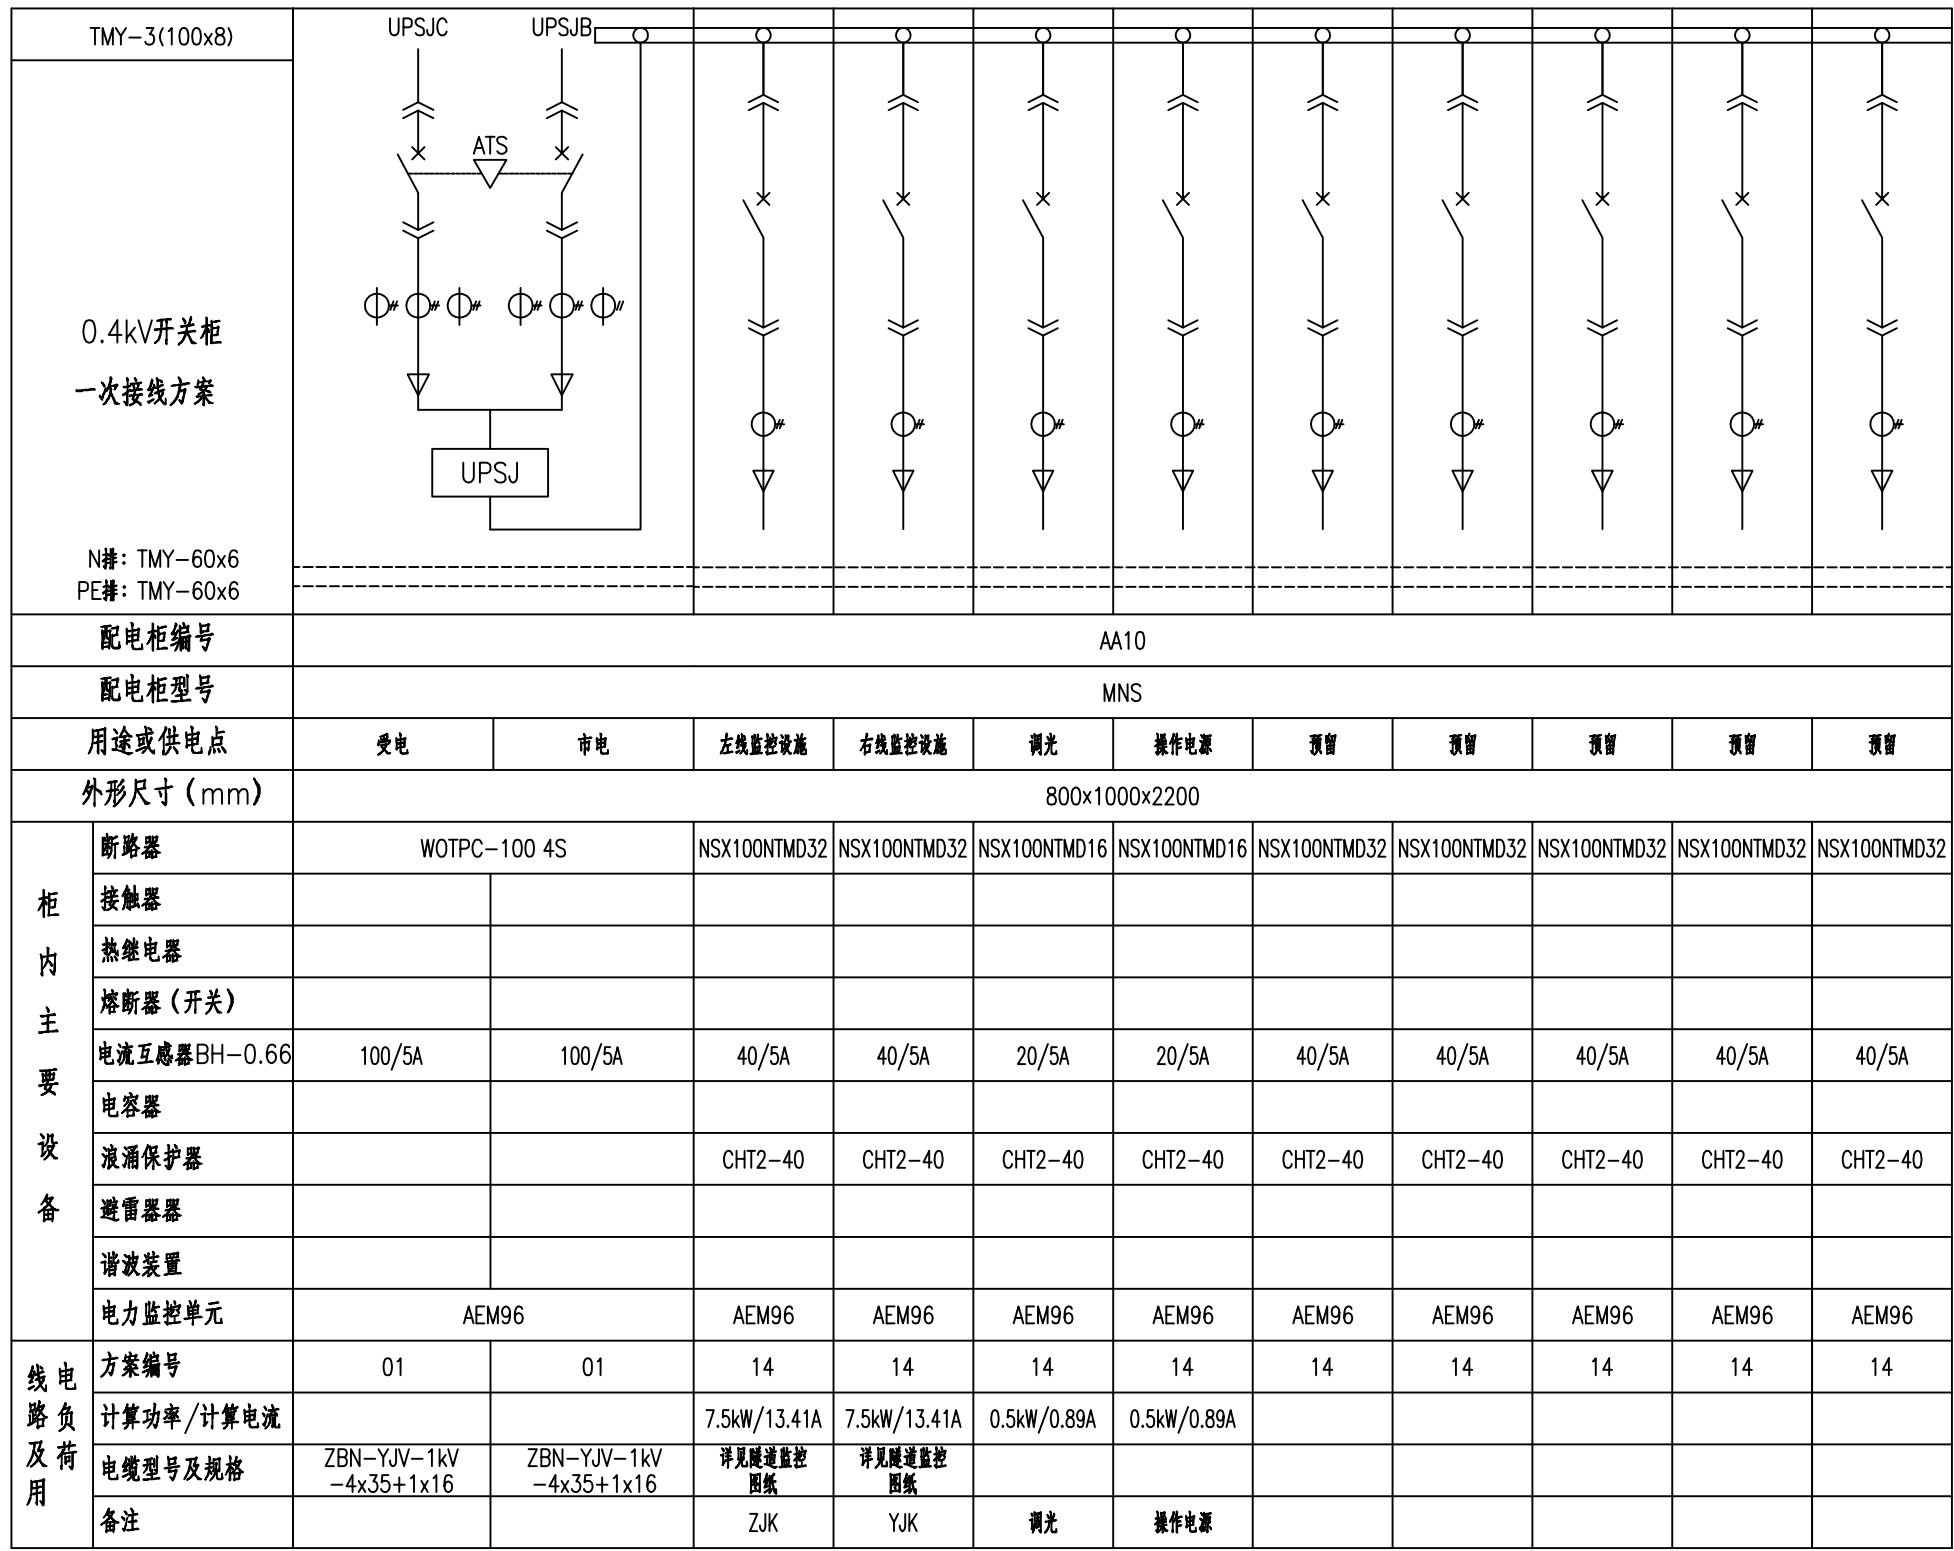 TMY-3(100x8)
UPSJC
UPSJB
ATS
UPSJ
0.4kV开关柜
一次接线方案
N排: TMY-60x6
PE排: TMY-60x6
配电柜编号 AA10
配电柜型号 MNS
用途或供电点 受电 市电 左线监控设施 右线监控设施 调光 操作电源 预留 预留 预留 预留 预留
外形尺寸(mm) 800×1000×2200
柜内主要设备
断路器 WOTPC-100 4S NSX100NTMD32 NSX100NTMD32 NSX100NTMD16 NSX100NTMD16 NSX100NTMD32 NSX100NTMD32 NSX100NTMD32 NSX100NTMD32 NSX100NTMD32
接触器
热继电器
熔断器(开关)
电流互感器BH-0.66 100/5A 100/5A 40/5A 40/5A 20/5A 20/5A 40/5A 40/5A 40/5A 40/5A 40/5A
电容器
浪涌保护器 CHT2-40 CHT2-40 CHT2-40 CHT2-40 CHT2-40 CHT2-40 CHT2-40 CHT2-40 CHT2-40
避雷器器
谐波装置
电力监控单元 AEM96 AEM96 AEM96 AEM96 AEM96 AEM96 AEM96 AEM96 AEM96 AEM96
线路及用
电负荷
方案编号 01 01 14 14 14 14 14 14 14 14 14
计算功率/计算电流 7.5kW/13.41A 7.5kW/13.41A 0.5kW/0.89A 0.5kW/0.89A
电缆型号及规格 ZBN-YJV-1kV ZBN-YJV-1kV 详见隧道监控 详见隧道监控
-4x35+1x16 -4x35+1x16 图纸 图纸
备注 ZJK YJK 调光 操作电源